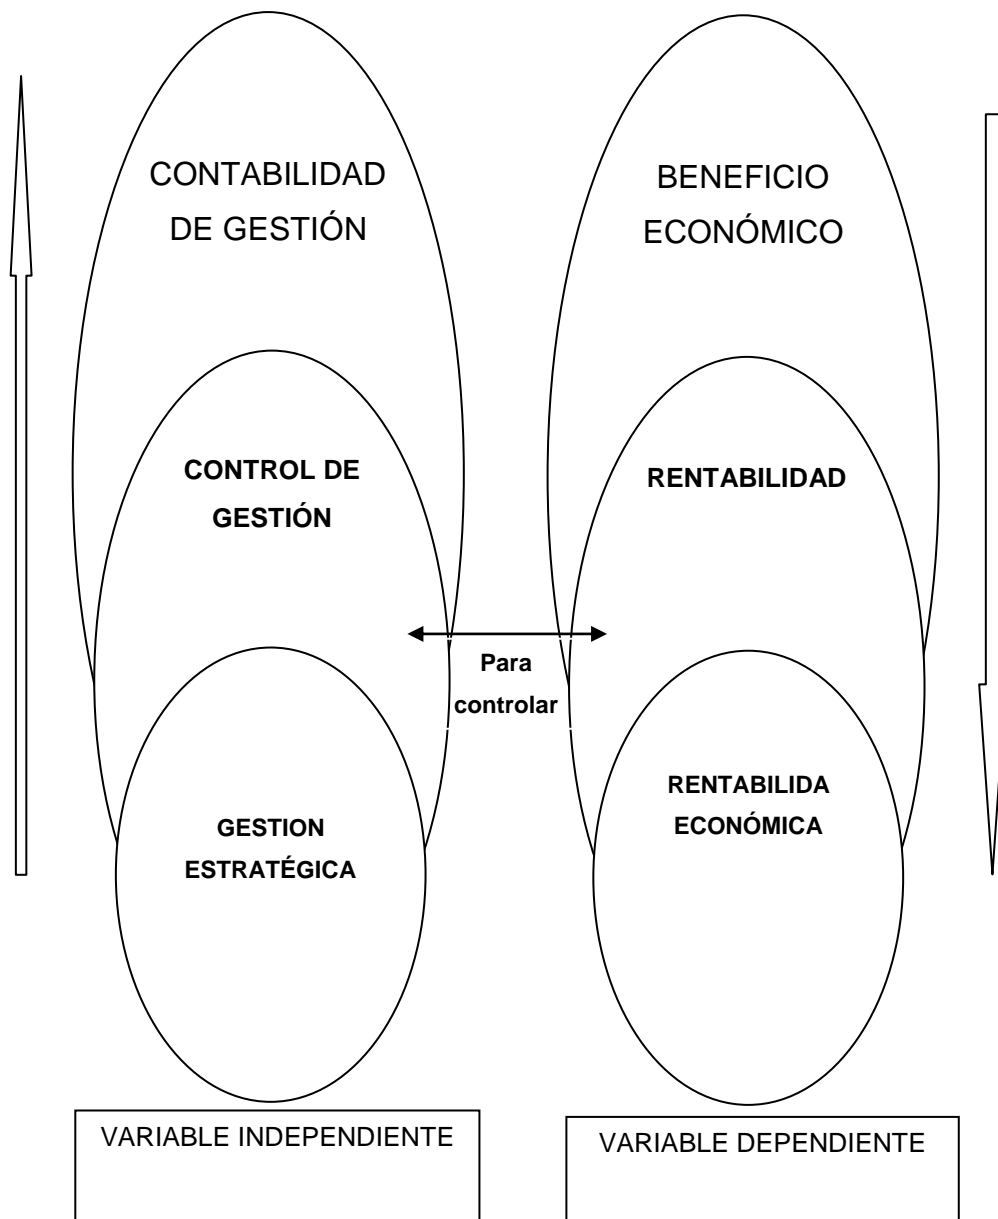 CONTABILIDAD
DE GESTIÓN
CONTROL DE
GESTIÓN
GESTION
ESTRATÉGICA
Para
controlar
BENEFICIO
ECONÓMICO
RENTABILIDAD
RENTABILIDA
ECONÓMICA
VARIABLE INDEPENDIENTE
VARIABLE DEPENDIENTE